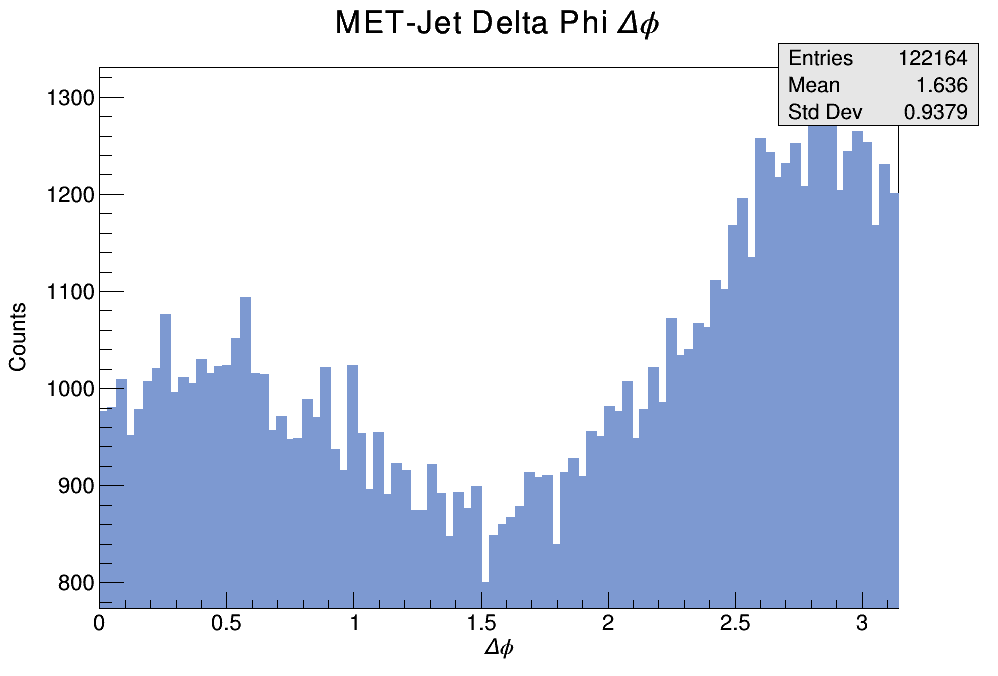 MET-Jet Delta Phi Δϕ
Entries 122164
Mean 1.636
Std Dev 0.9379
Counts
1300
1200
1100
1000
900
800
0 0.5 1 1.5 2 2.5 3
Δϕ